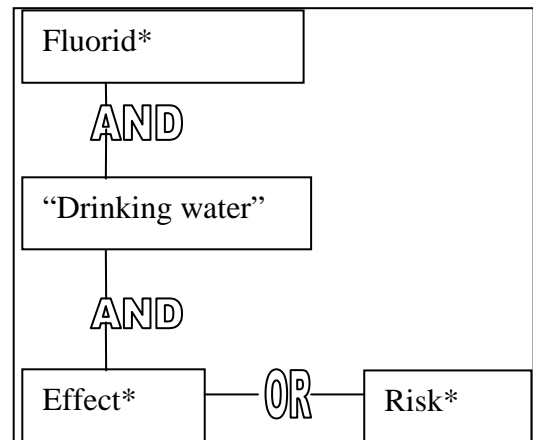 Fluorid*
AND
“Drinking water”
AND
Effect* OR Risk*